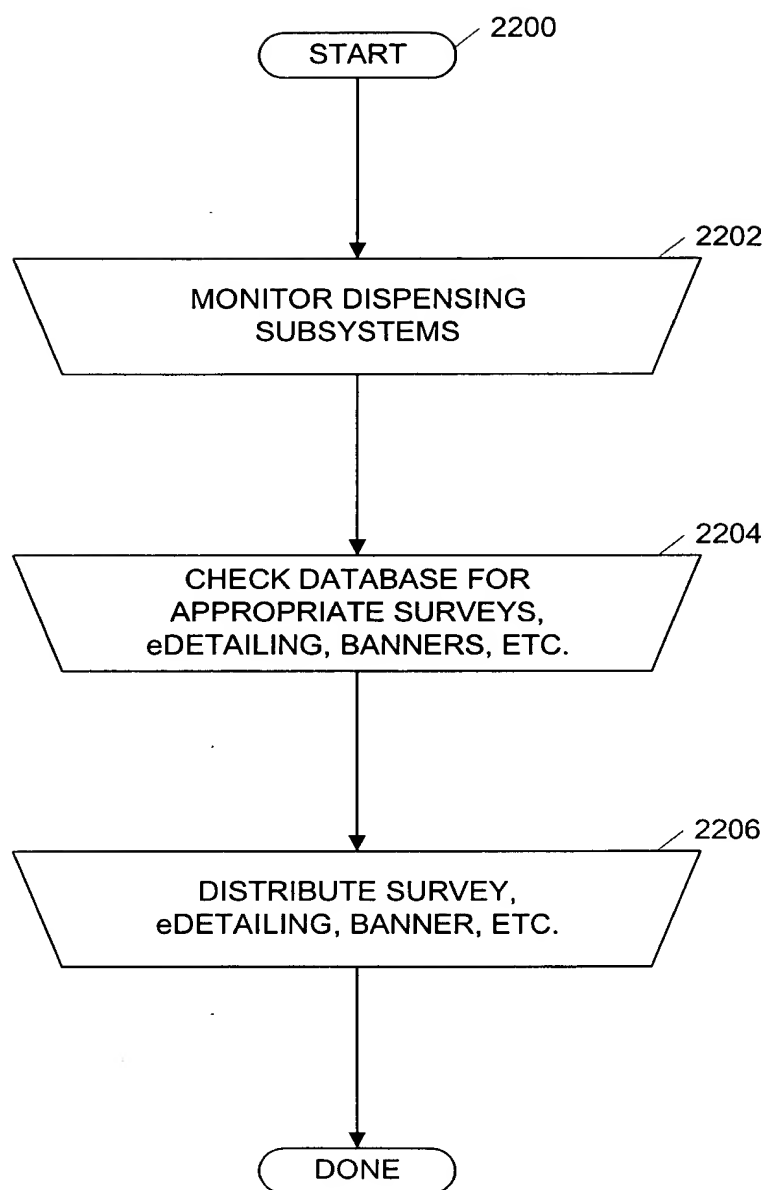 2200
START
2202
MONITOR DISPENSING
SUBSYSTEMS
2204
CHECK DATABASE FOR
APPROPRIATE SURVEYS,
eDETAILING, BANNERS, ETC.
2206
DISTRIBUTE SURVEY,
eDETAILING, BANNER, ETC.
DONE